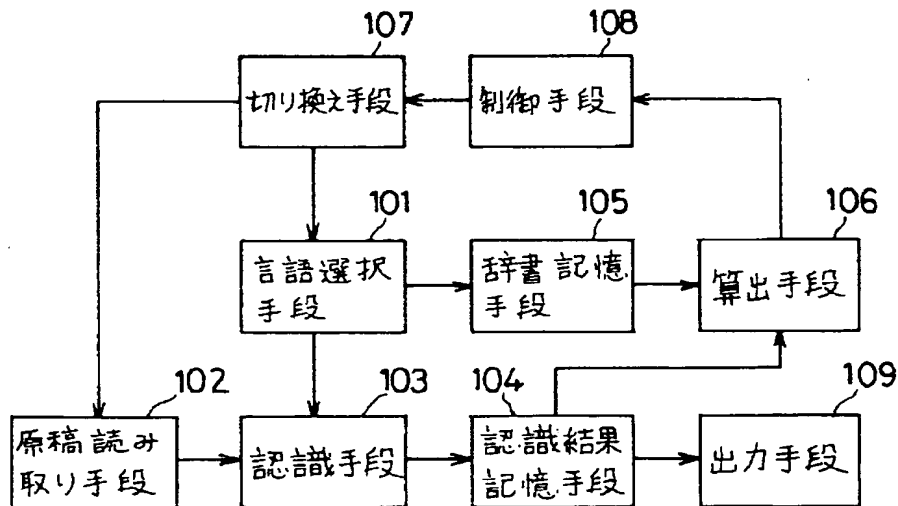 107
切り換え手段
108
制御手段
101
言語選択
手段
105
辞書記憶
手段
106
算出手段
102
原稿読み
取り手段
103
認識手段
104
認識結果
記憶手段
109
出力手段